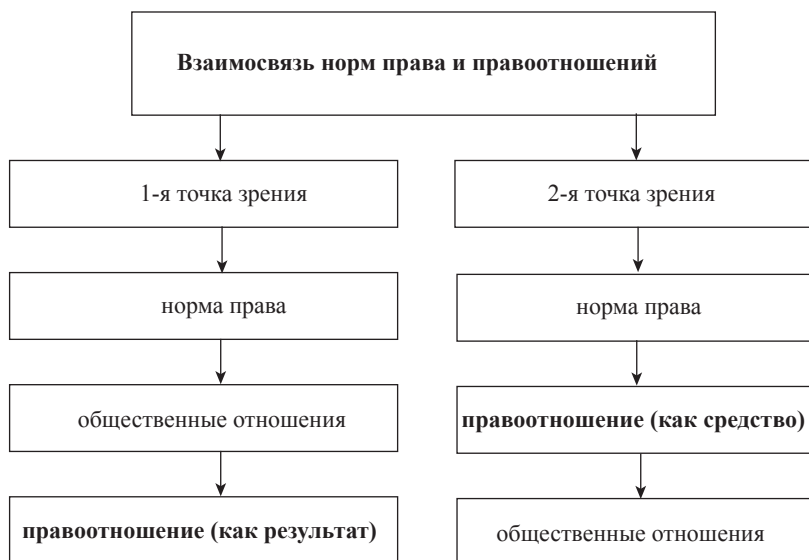 Взаимосвязь норм права и правоотношений
1-я точка зрения
норма права
общественные отношения
правоотношение (как результат)
2-я точка зрения
норма права
правоотношение (как средство)
общественные отношения